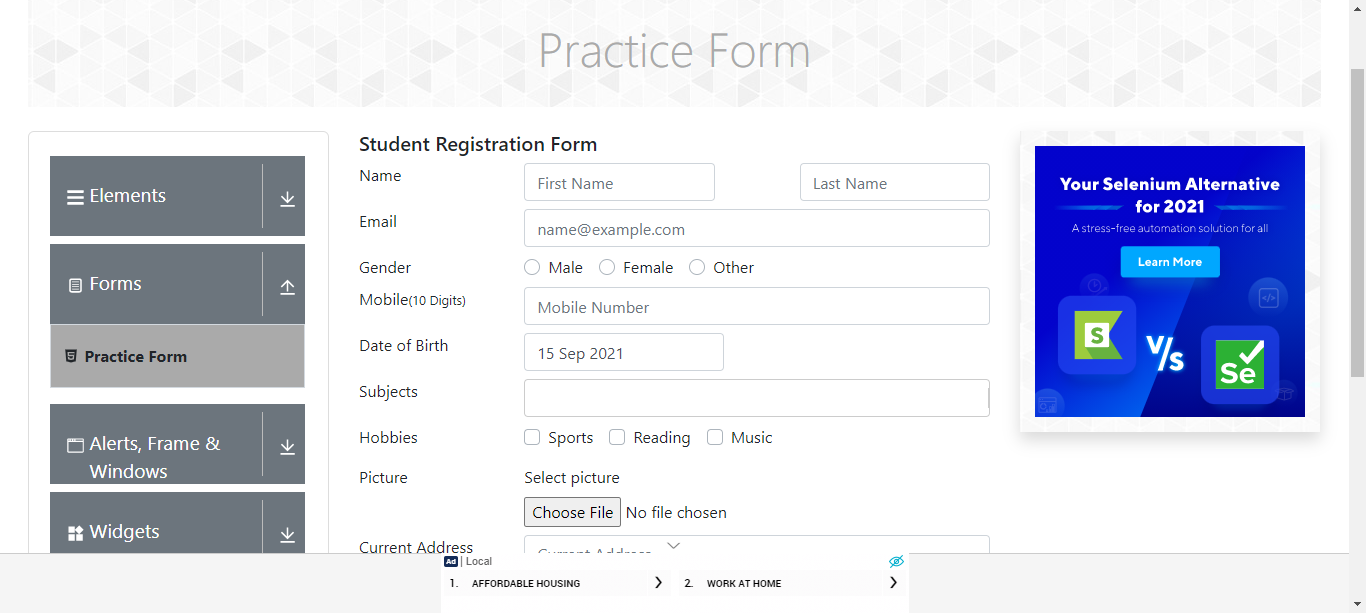 Practice Form
Elements
Forms
Practice Form
Alerts, Frame &
Windows
Widgets
Student Registration Form
Name
First Name
Last Name
Email
name@example.com
Gender
Male
Female
Other
Mobile(10 Digits)
Mobile Number
Date of Birth
15 Sep 2021
Subjects
Hobbies
Sports
Reading
Music
Picture
Select picture
Choose File No file chosen
Current Address
Current Address
Your Selenium Alternative
for 2021
A stress-free automation solution for all
Learn More
S
V/s
Se
Ad | Local
1. AFFORDABLE HOUSING
2. WORK AT HOME